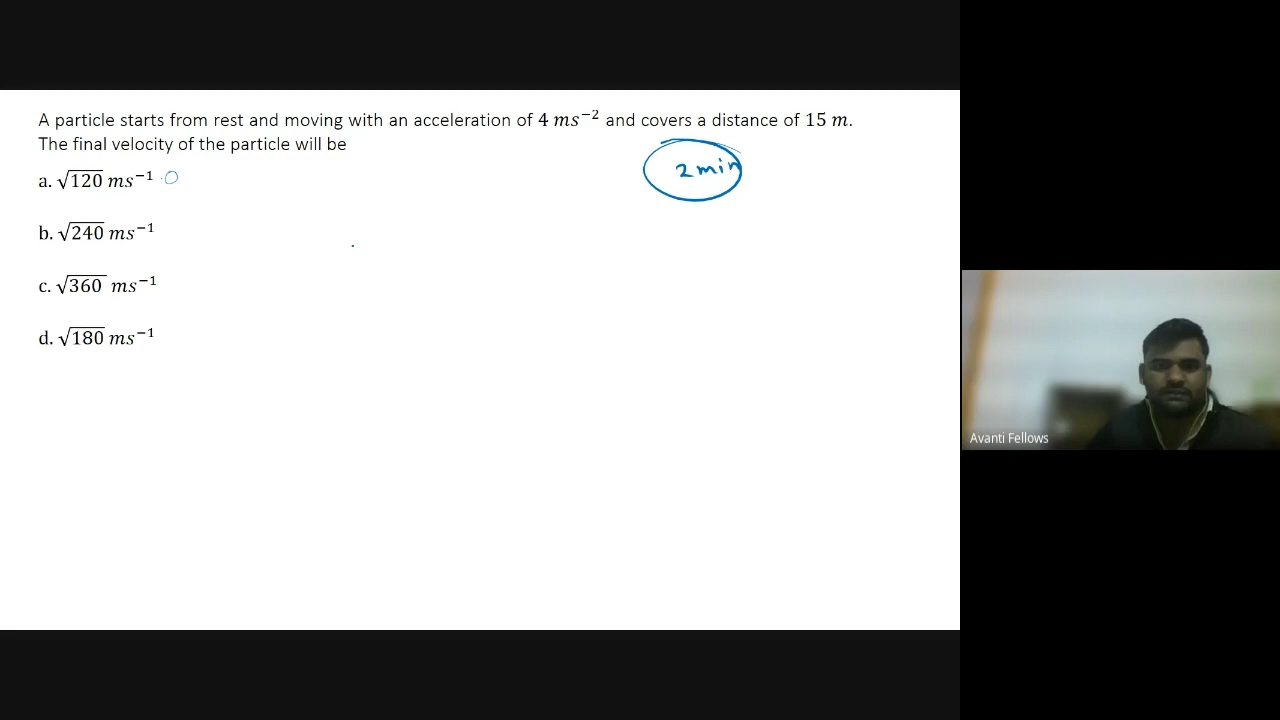 A particle starts from rest and moving with an acceleration of 4 ms⁻² and covers a distance of 15 m.
The final velocity of the particle will be
2 min
a. √120 ms⁻¹
b. √240 ms⁻¹
c. √360 ms⁻¹
d. √180 ms⁻¹
Avanti Fellows